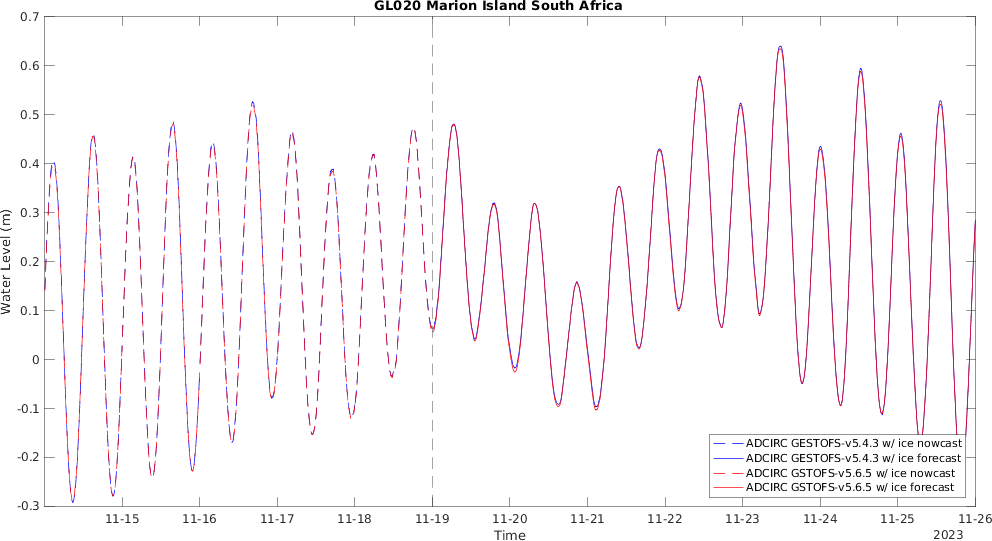 GL020 Marion Island South Africa
0.7
0.6
0.5
0.4
0.3
0.2
0.1
0
-0.1
-0.2
-0.3
Water Level (m)
ADCIRC GESTOFS-v5.4.3 w/ ice nowcast
ADCIRC GESTOFS-v5.4.3 w/ ice forecast
ADCIRC GSTOFS-v5.6.5 w/ ice nowcast
ADCIRC GSTOFS-v5.6.5 w/ ice forecast
11-15 11-16 11-17 11-18 11-19 11-20 11-21 11-22 11-23 11-24 11-25 11-26
Time
2023